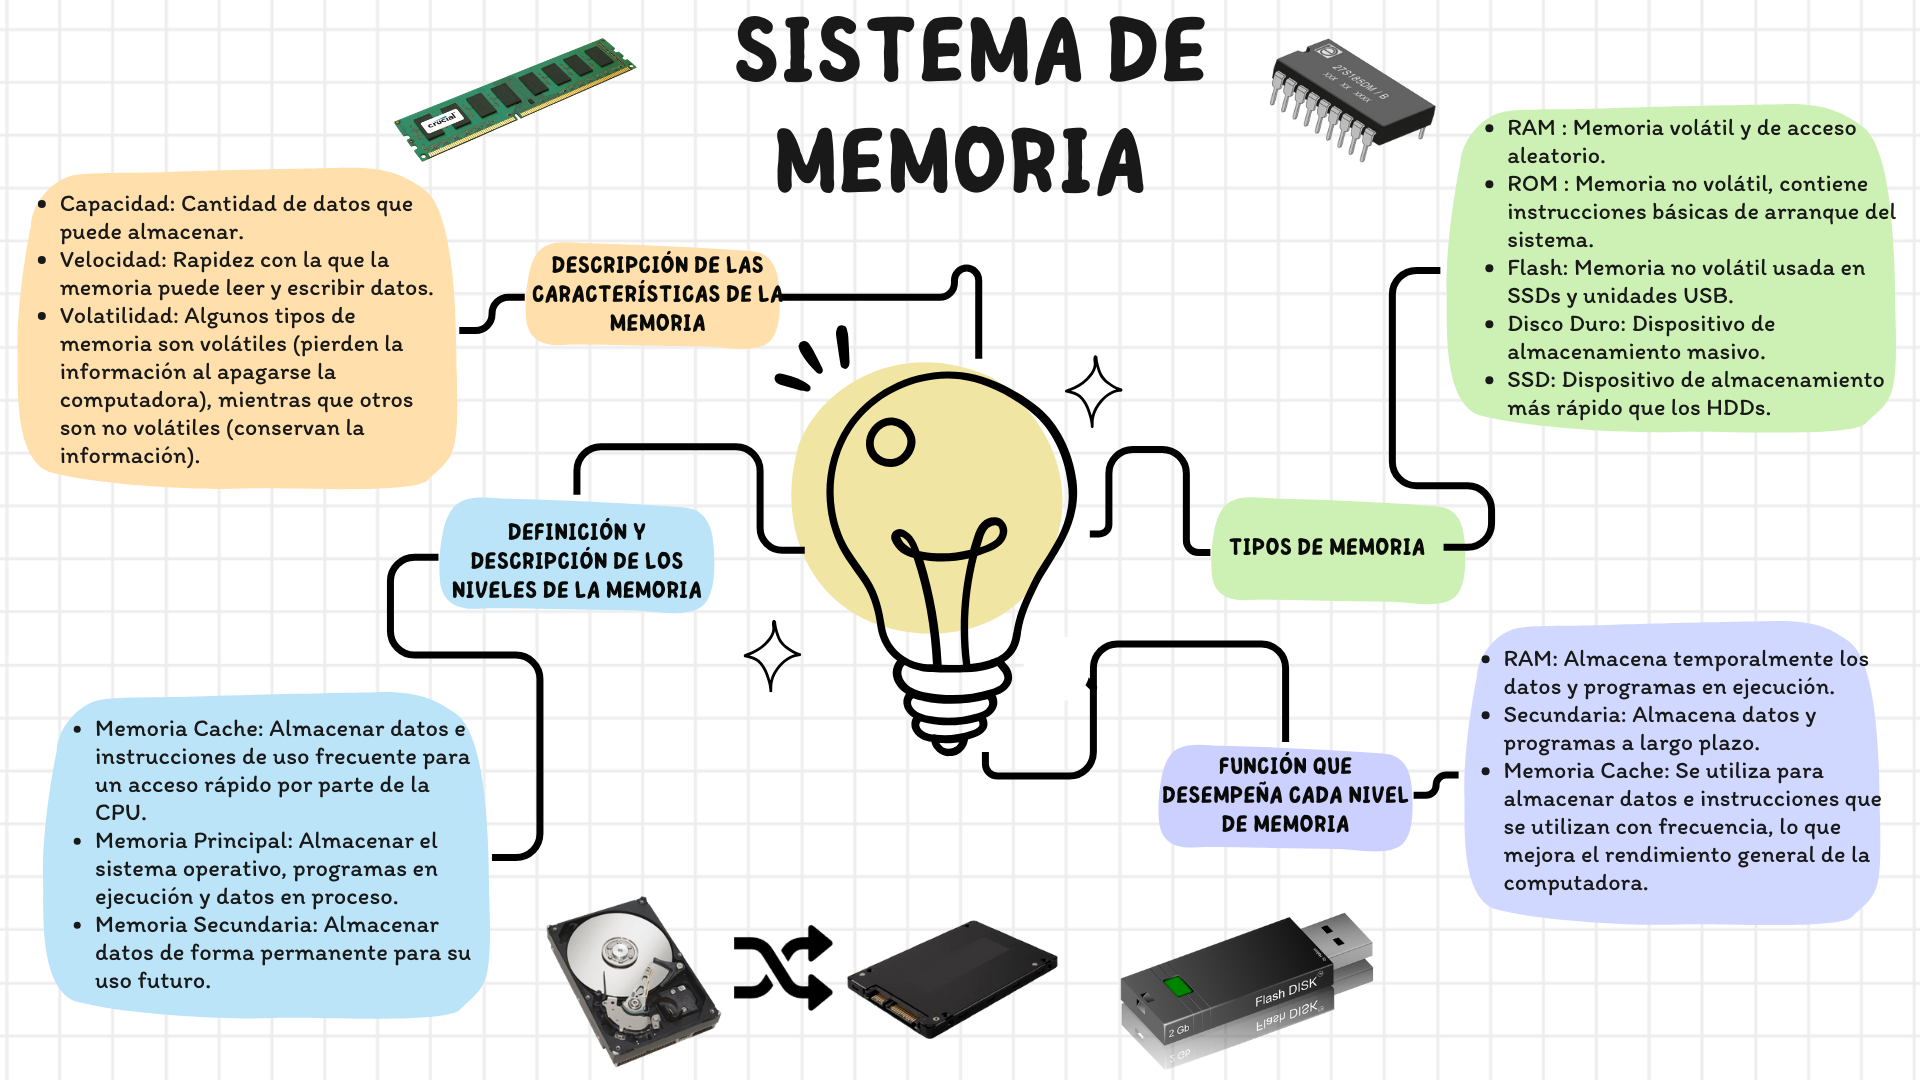 SISTEMA DE
MEMORIA
crucial
27S185DM / B
XXX XX XXXX
• Capacidad: Cantidad de datos que
puede almacenar.
• Velocidad: Rapidez con la que la
memoria puede leer y escribir datos.
• Volatilidad: Algunos tipos de
memoria son volátiles (pierden la
información al apagarse la
computadora), mientras que otros
son no volátiles (conservan la
información).
DESCRIPCIÓN DE LAS
CARACTERÍSTICAS DE LA
MEMORIA
• RAM : Memoria volátil y de acceso
aleatorio.
• ROM : Memoria no volátil, contiene
instrucciones básicas de arranque del
sistema.
• Flash: Memoria no volátil usada en
SSDs y unidades USB.
• Disco Duro: Dispositivo de
almacenamiento masivo.
• SSD: Dispositivo de almacenamiento
más rápido que los HDDs.
DEFINICIÓN Y
DESCRIPCIÓN DE LOS
NIVELES DE LA MEMORIA
TIPOS DE MEMORIA
• Memoria Cache: Almacenar datos e
instrucciones de uso frecuente para
un acceso rápido por parte de la
CPU.
• Memoria Principal: Almacenar el
sistema operativo, programas en
ejecución y datos en proceso.
• Memoria Secundaria: Almacenar
datos de forma permanente para su
uso futuro.
FUNCIÓN QUE
DESEMPEÑA CADA NIVEL
DE MEMORIA
• RAM: Almacena temporalmente los
datos y programas en ejecución.
• Secundaria: Almacena datos y
programas a largo plazo.
• Memoria Cache: Se utiliza para
almacenar datos e instrucciones que
se utilizan con frecuencia, lo que
mejora el rendimiento general de la
computadora.
Flash DISK
2 Gb